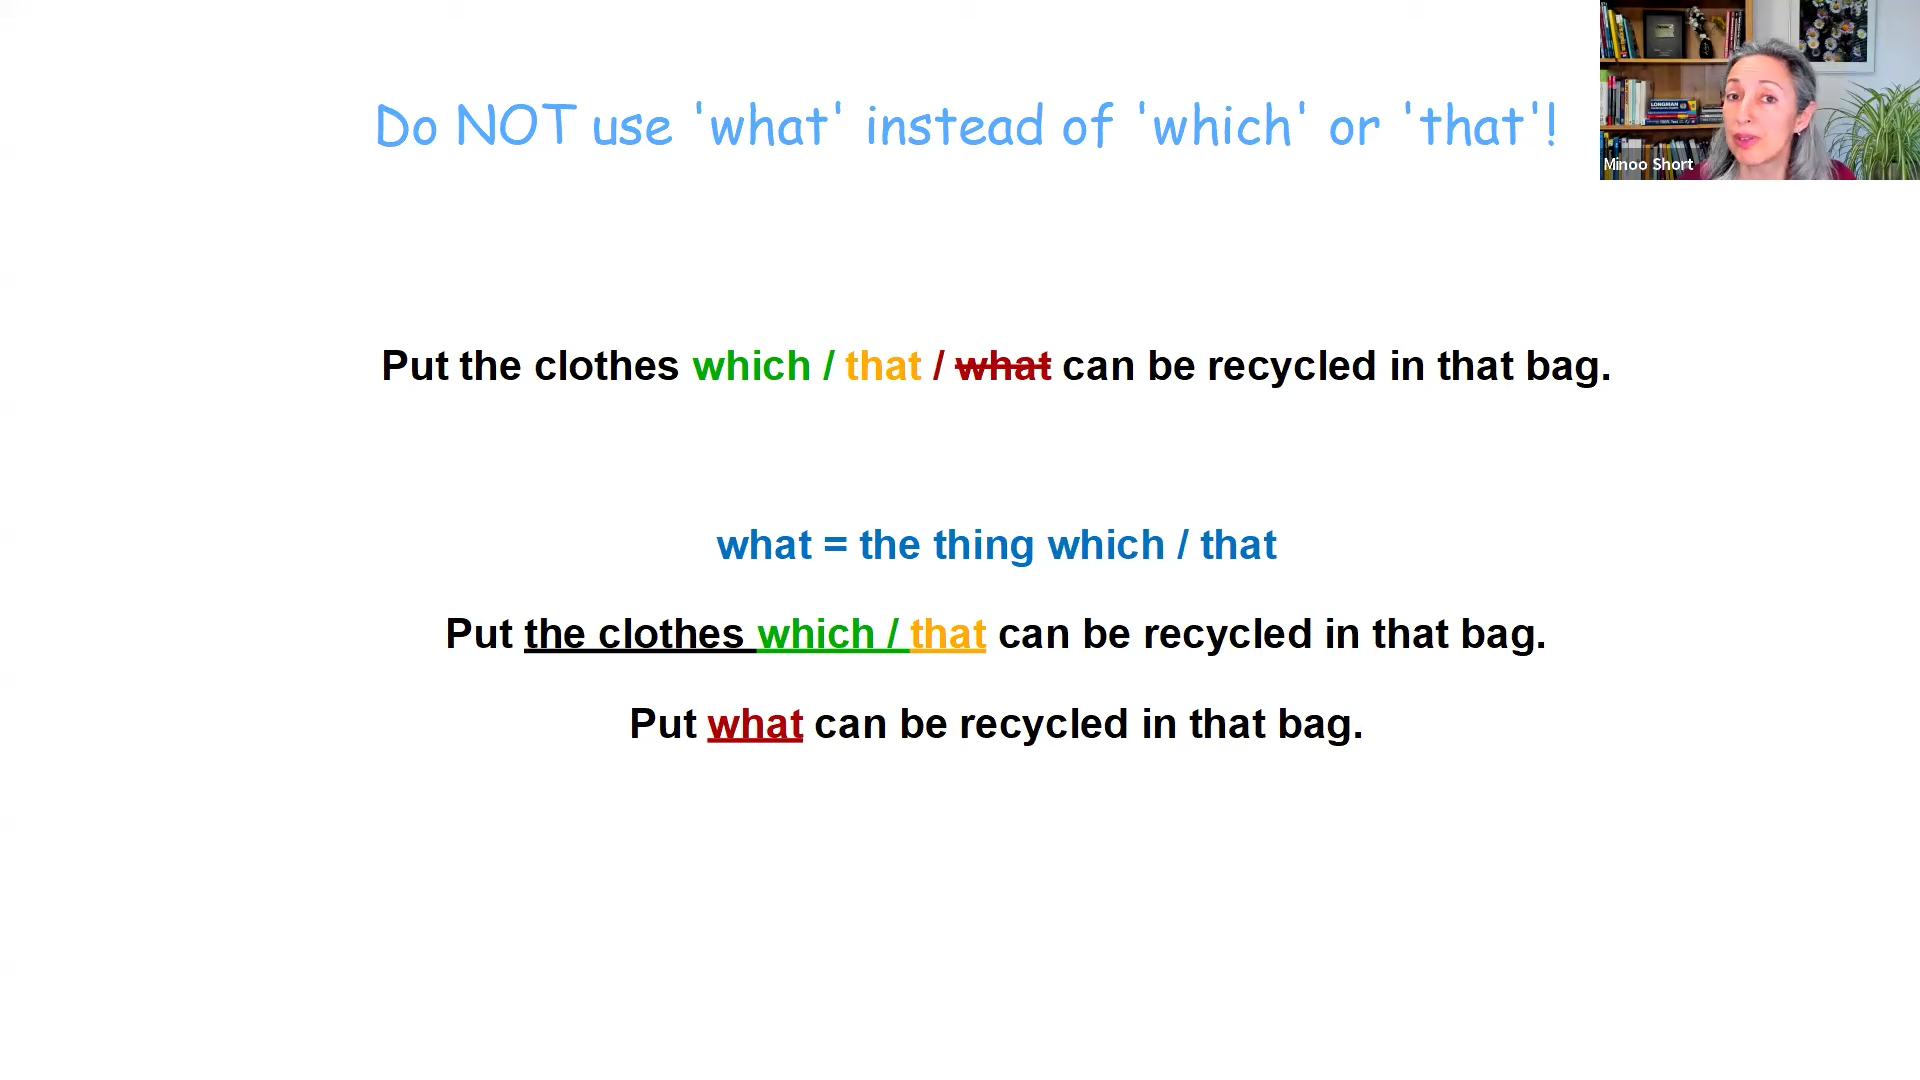 Do NOT use 'what' instead of 'which' or 'that'!
LONGMAN
Minoo Short
Put the clothes which / that / what can be recycled in that bag.
what = the thing which / that
Put the clothes which / that can be recycled in that bag.
Put what can be recycled in that bag.